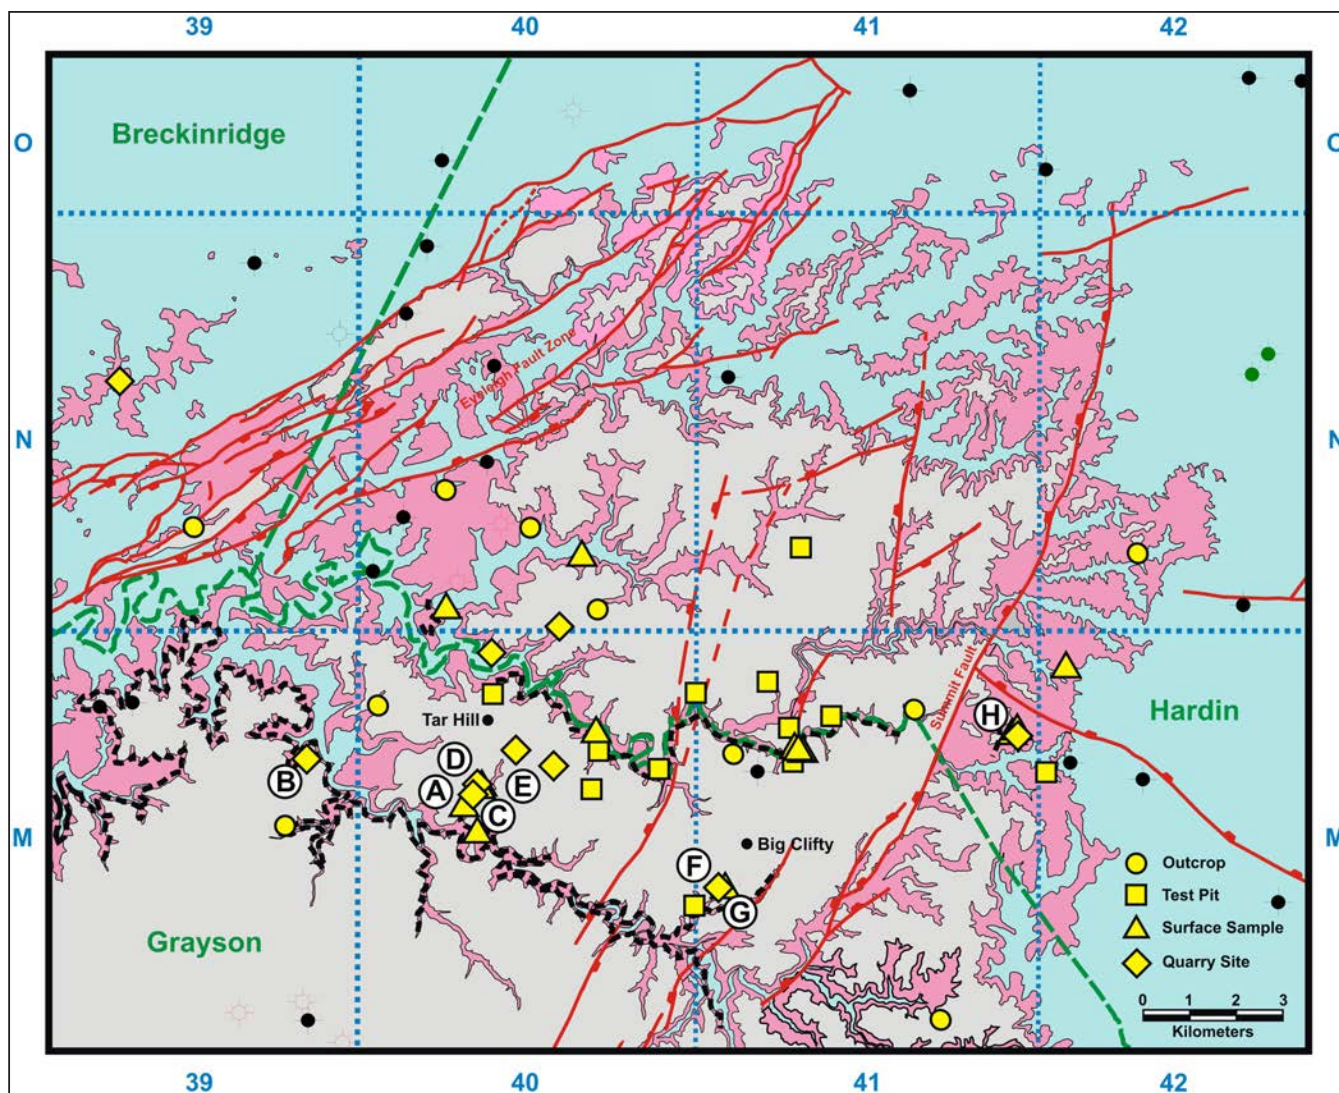 39 40 41 42
O Breckinridge O
Eveleigh Fault Zone
N N
Summit Fault
H Hardin
Tar Hill
D
B A E
C
M Big Clifty M
F
G
Grayson
Outcrop
Test Pit
Surface Sample
Quarry Site
0 1 2 3
Kilometers
39 40 41 42